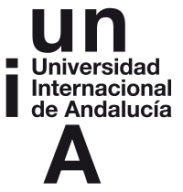 un
i
Universidad
Internacional
de Andalucía
A